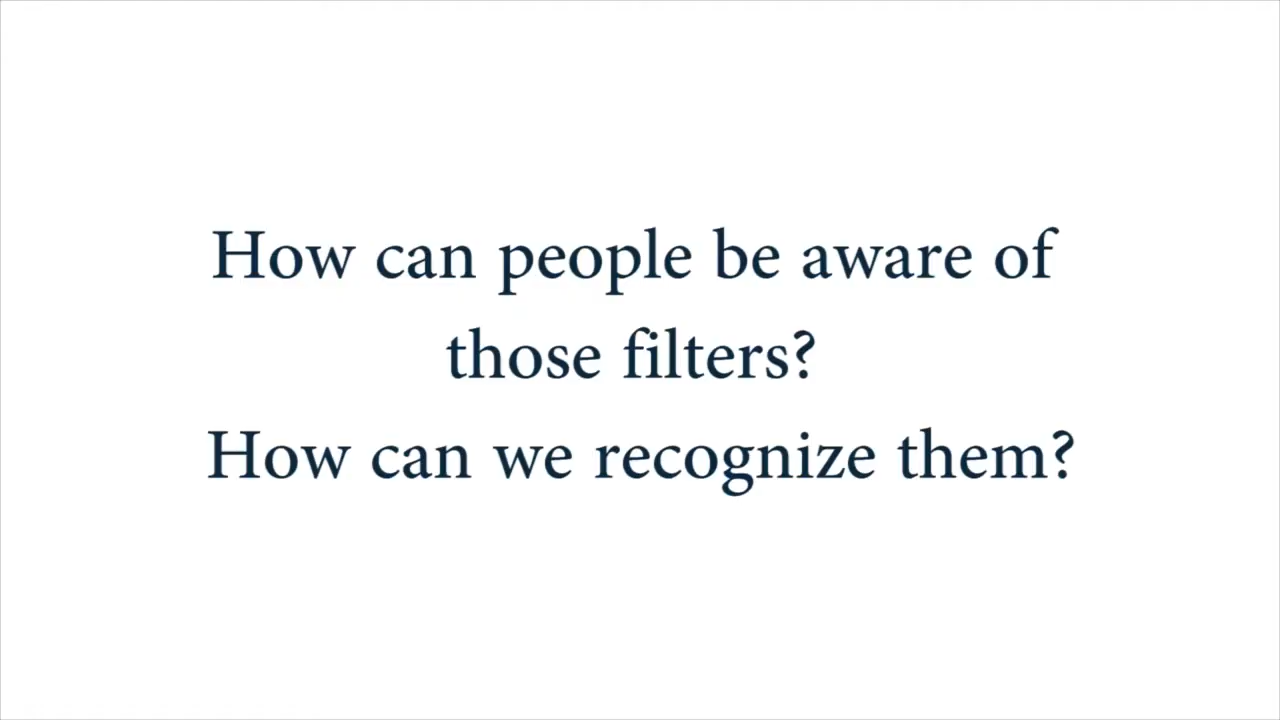 How can people be aware of
those filters?
How can we recognize them?